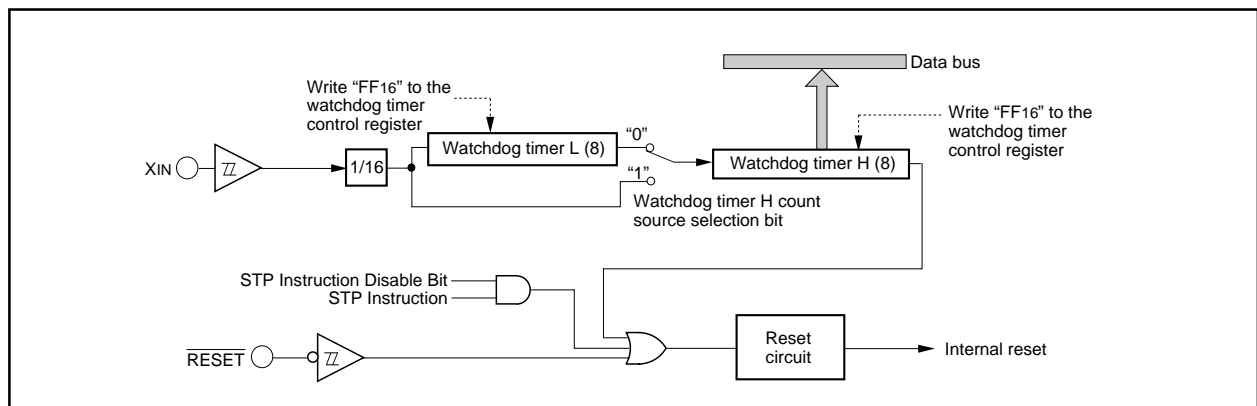 Data bus
Write “FF16” to the
watchdog timer
control register
Write “FF16” to the
watchdog timer
control register
“0”
Watchdog timer L (8)
Watchdog timer H (8)
XIN
1/16
“1”
Watchdog timer H count
source selection bit
STP Instruction Disable Bit
STP Instruction
RESET
Reset
circuit
Internal reset